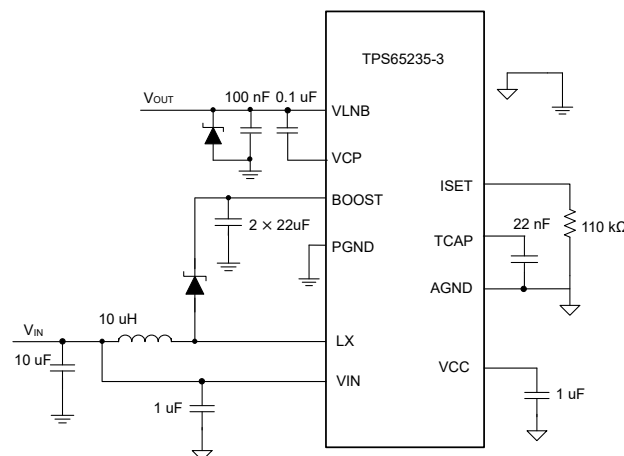 TPS65235-3
VOUT
100 nF
0.1 uF
VLNB
VCP
BOOST
2 × 22uF
PGND
ISET
22 nF
110 kΩ
TCAP
AGND
VIN
10 uH
LX
10 uF
VIN
1 uF
VCC
1 uF